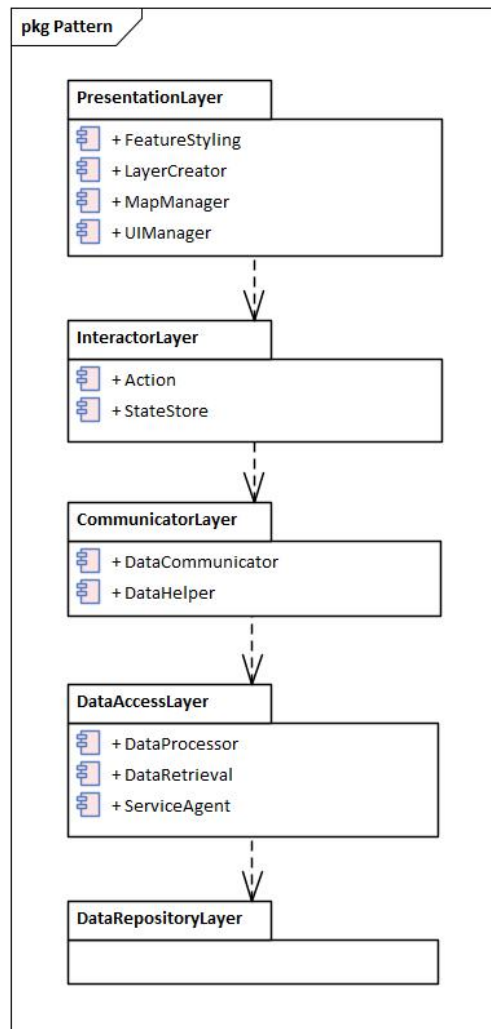 pkg Pattern
PresentationLayer
+ FeatureStyling
+ LayerCreator
+ MapManager
+ UIManager
InteractorLayer
+ Action
+ StateStore
CommunicatorLayer
+ DataCommunicator
+ DataHelper
DataAccessLayer
+ DataProcessor
+ DataRetrieval
+ ServiceAgent
DataRepositoryLayer